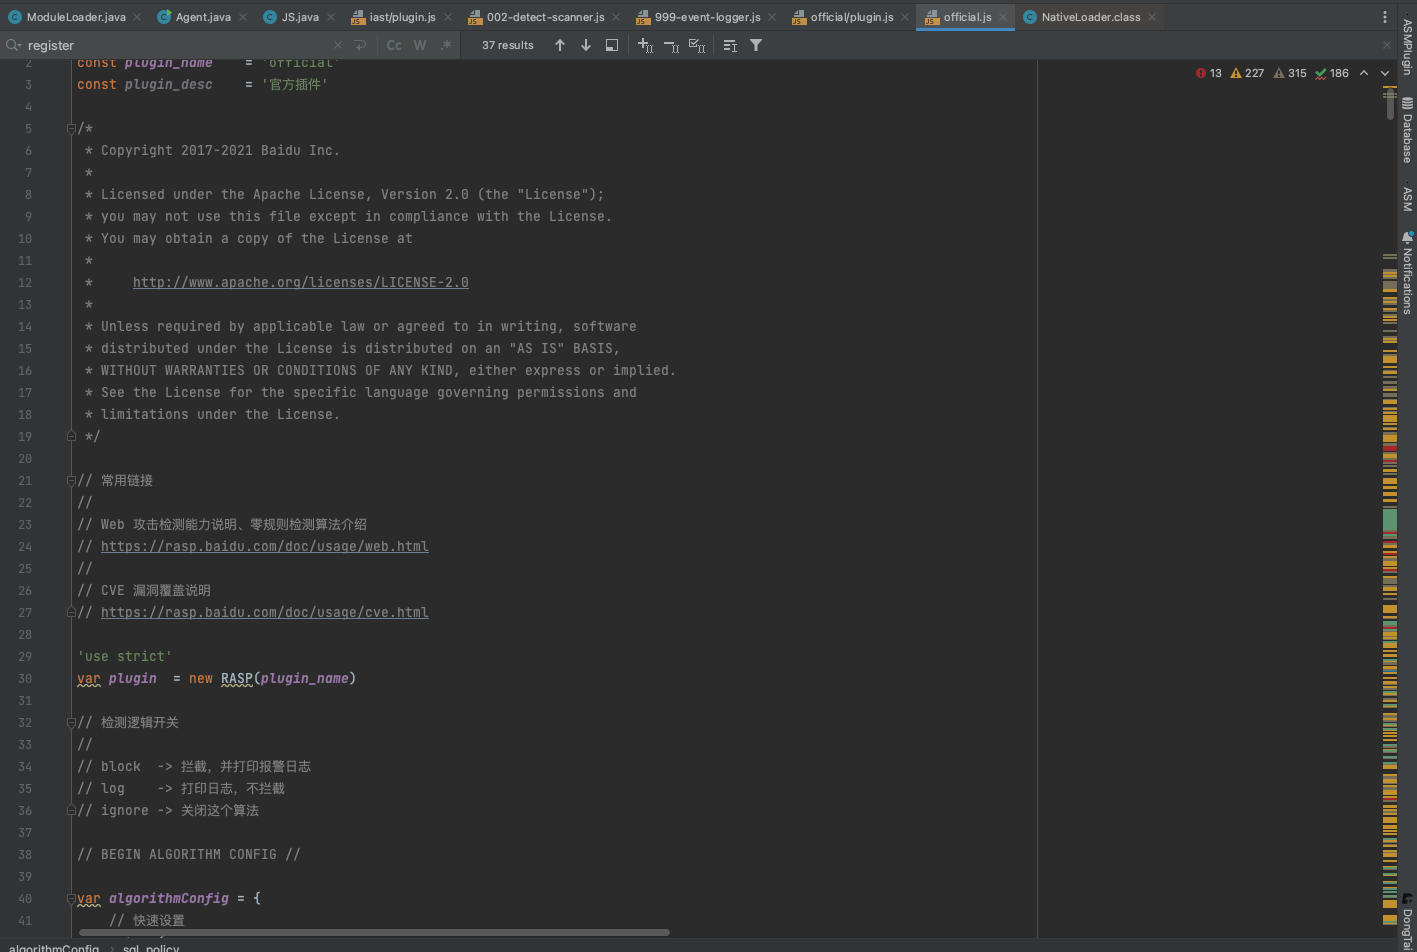 ModuleLoader.java Agent.java JS.java iast/plugin.js 002-detect-scanner.js 999-event-logger.js official/plugin.js official.js NativeLoader.class
register Cc W .* 37 results
13 227 315 186
2 const plugin_name = 'official'
3 const plugin_desc = '官方插件'
4
5 /*
6 * Copyright 2017-2021 Baidu Inc.
7 *
8 * Licensed under the Apache License, Version 2.0 (the "License");
9 * you may not use this file except in compliance with the License.
10 * You may obtain a copy of the License at
11 *
12 * http://www.apache.org/licenses/LICENSE-2.0
13 *
14 * Unless required by applicable law or agreed to in writing, software
15 * distributed under the License is distributed on an "AS IS" BASIS,
16 * WITHOUT WARRANTIES OR CONDITIONS OF ANY KIND, either express or implied.
17 * See the License for the specific language governing permissions and
18 * limitations under the License.
19 */
20
21 // 常用链接
22 //
23 // Web 攻击检测能力说明、零规则检测算法介绍
24 // https://rasp.baidu.com/doc/usage/web.html
25 //
26 // CVE 漏洞覆盖说明
27 // https://rasp.baidu.com/doc/usage/cve.html
28
29 'use strict'
30 var plugin = new RASP(plugin_name)
31
32 // 检测逻辑开关
33 //
34 // block -> 拦截，并打印报警日志
35 // log -> 打印日志，不拦截
36 // ignore -> 关闭这个算法
37
38 // BEGIN ALGORITHM CONFIG //
39
40 var algorithmConfig = {
41 // 快速设置
algorithmConfig › sql_policy
ASMPlugin
Database
ASM
Notifications
DongTai